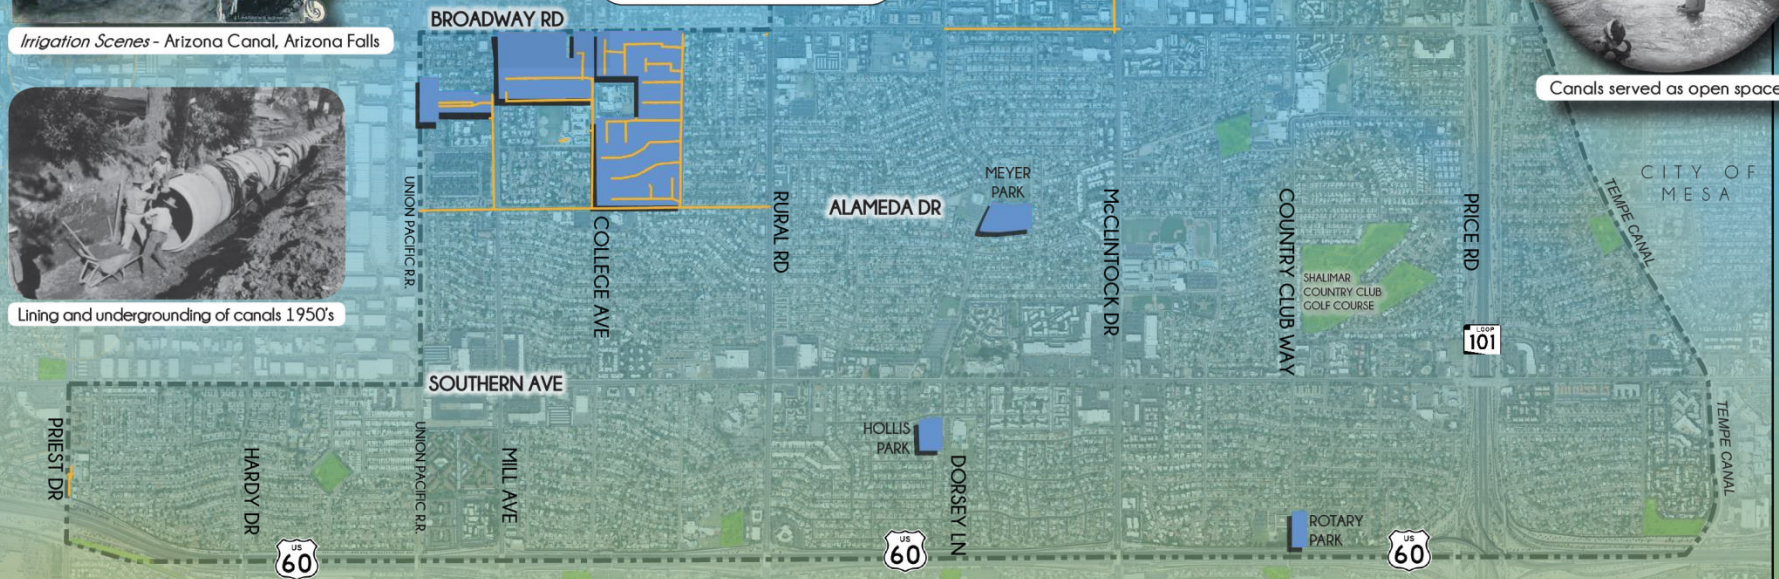 BROADWAY RD
Irrigation Scenes - Arizona Canal, Arizona Falls
Canals served as open space
CITY OF
MESA
MEYER
PARK
UNION PACIFIC R.R.
COLLEGE AVE
RURAL RD
ALAMEDA DR
McCLINTOCK DR
COUNTRY CLUB WAY
PRICE RD
TEMPE CANAL
SHALIMAR
COUNTRY CLUB
GOLF COURSE
Lining and undergrounding of canals 1950's
LOOP
101
SOUTHERN AVE
PRIEST DR
HARDY DR
UNION PACIFIC R.R.
MILL AVE
HOLLIS
PARK
DORSEY LN
TEMPE CANAL
ROTARY
PARK
US
60
US
60
US
60